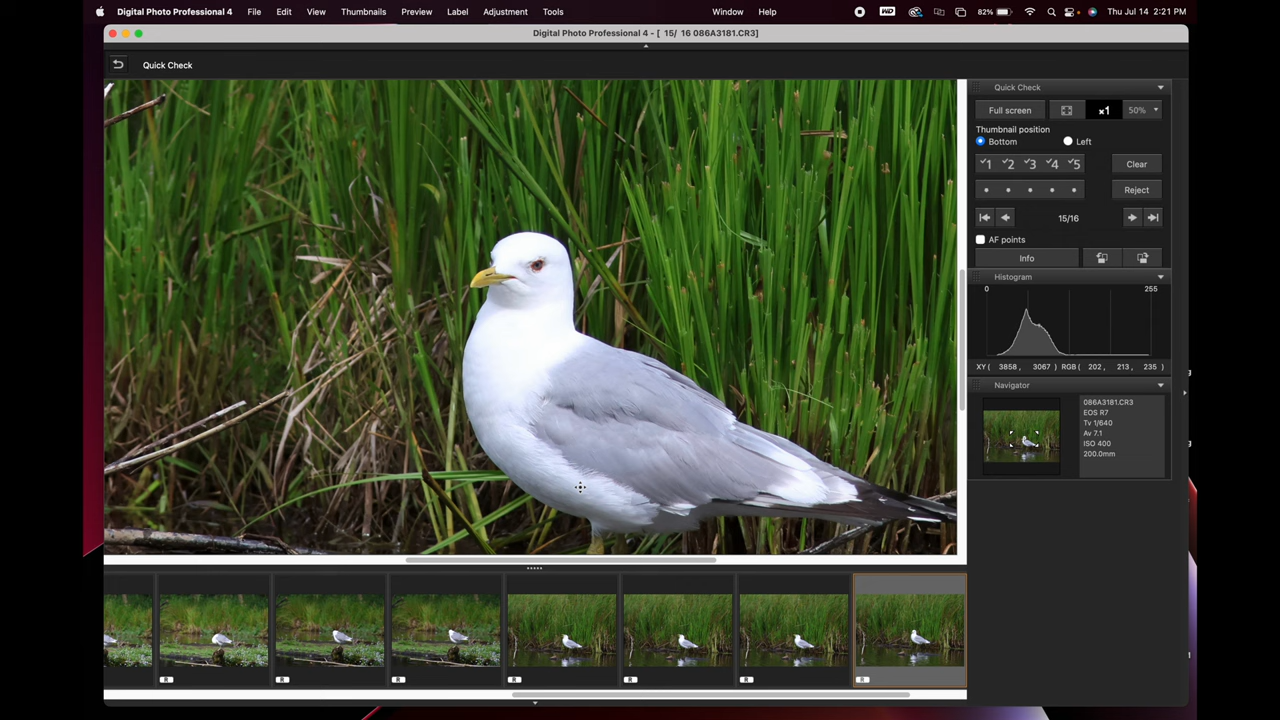 Digital Photo Professional 4 File Edit View Thumbnails Preview Label Adjustment Tools Window Help WD 82% Thu Jul 14 2:21 PM
Digital Photo Professional 4 - [ 15/ 16 086A3181.CR3]
Quick Check
Quick Check
Full screen x1 50%
Thumbnail position
Bottom Left
1 2 3 4 5 Clear
Reject
15/16
AF points
Info
Histogram
0 255
XY( 3858, 3067 ) RGB( 202, 213, 235 )
Navigator
086A3181.CR3
EOS R7
Tv 1/640
Av 7.1
ISO 400
200.0mm
R R R R R R R